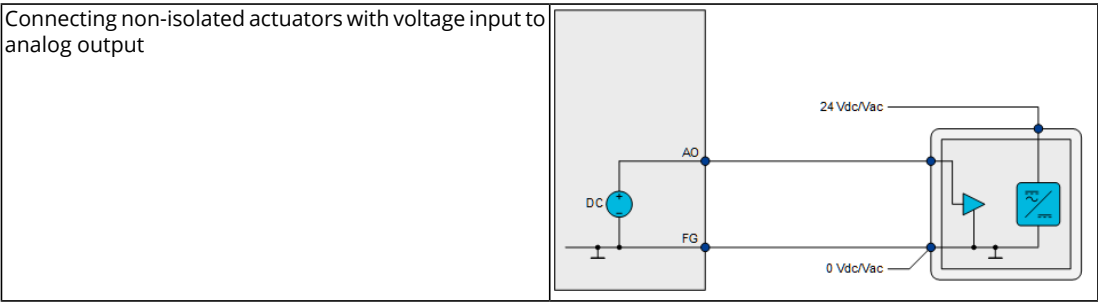 Connecting non-isolated actuators with voltage input to
analog output
24 Vdc/Vac
AO
DC
+
−
FG
0 Vdc/Vac